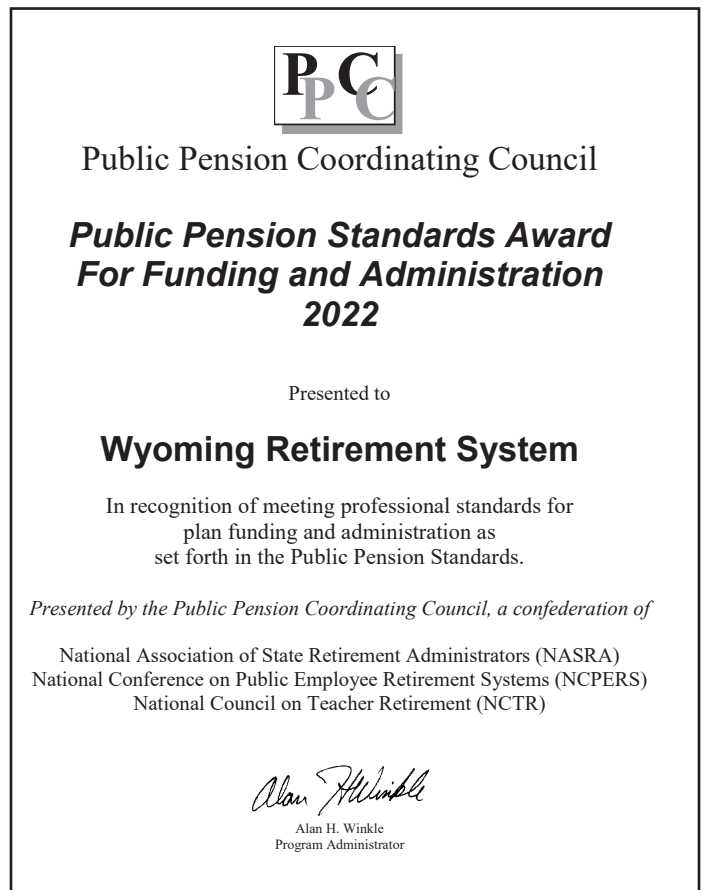 PPCC
Public Pension Coordinating Council
Public Pension Standards Award
For Funding and Administration
2022
Presented to
Wyoming Retirement System
In recognition of meeting professional standards for
plan funding and administration as
set forth in the Public Pension Standards.
Presented by the Public Pension Coordinating Council, a confederation of
National Association of State Retirement Administrators (NASRA)
National Conference on Public Employee Retirement Systems (NCPERS)
National Council on Teacher Retirement (NCTR)
Alan H Winkle
Alan H. Winkle
Program Administrator